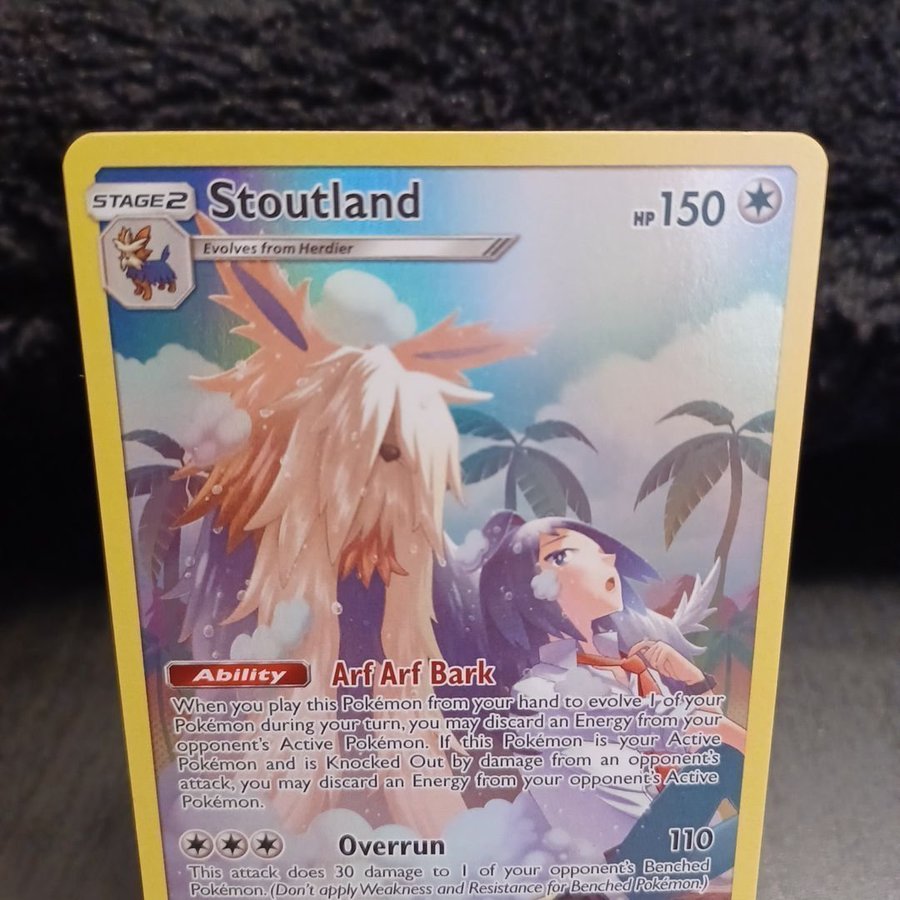 STAGE2 Stoutland HP 150
Evolves from Herdier
Ability Arf Arf Bark
When you play this Pokémon from your hand to evolve 1 of your
Pokémon during your turn, you may discard an Energy from your
opponent's Active Pokémon. If this Pokémon is your Active
Pokémon and is Knocked Out by damage from an opponent's
attack, you may discard an Energy from your opponent's Active
Pokémon.
Overrun 110
This attack does 30 damage to 1 of your opponent's Benched
Pokémon. (Don't apply Weakness and Resistance for Benched Pokémon.)